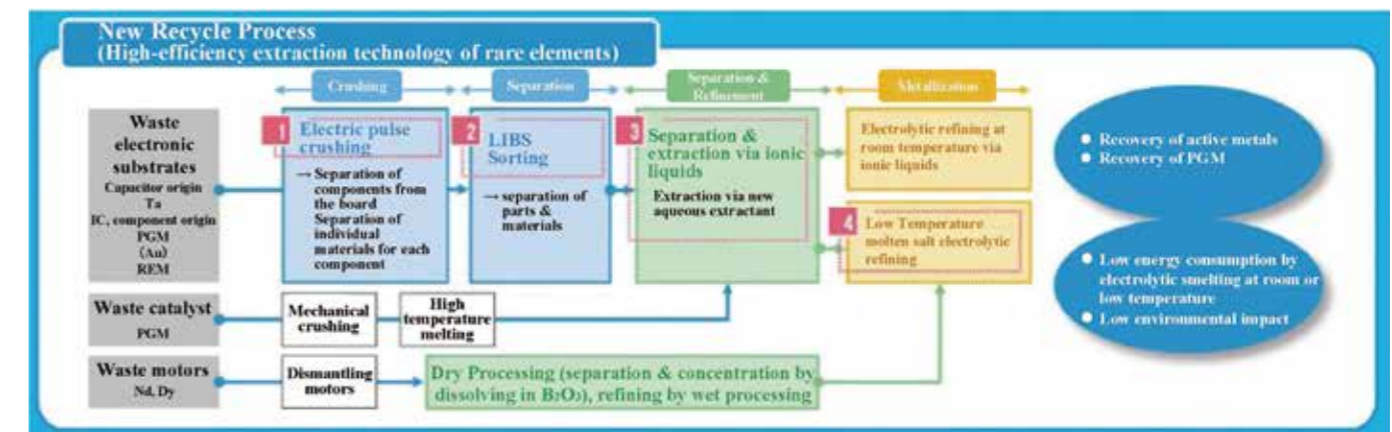 New Recycle Process
(High-efficiency extraction technology of rare elements)
Crushing
Separation
Separation &
Refinement
Metallization
Waste
electronic
substrates
Capacitor origin
Ta
IC, component origin
PGM
(Au)
REM
1
Electric pulse
crushing
→ Separation of
components from
the board
Separation of
individual
materials for each
component
2
LIBS
Sorting
→ separation of
parts &
materials
3
Separation &
extraction via ionic
liquids
Extraction via new
aqueous extractant
Electrolytic refining at
room temperature via
ionic liquids
4
Low Temperature
molten salt electrolytic
refining
Waste catalyst
PGM
Mechanical
crushing
High
temperature
melting
Waste motors
Nd, Dy
Dismantling
motors
Dry Processing (separation & concentration by
dissolving in B₂O₃), refining by wet processing
● Recovery of active metals
● Recovery of PGM
● Low energy consumption by
electrolytic smelting at room or
low temperature
● Low environmental impact